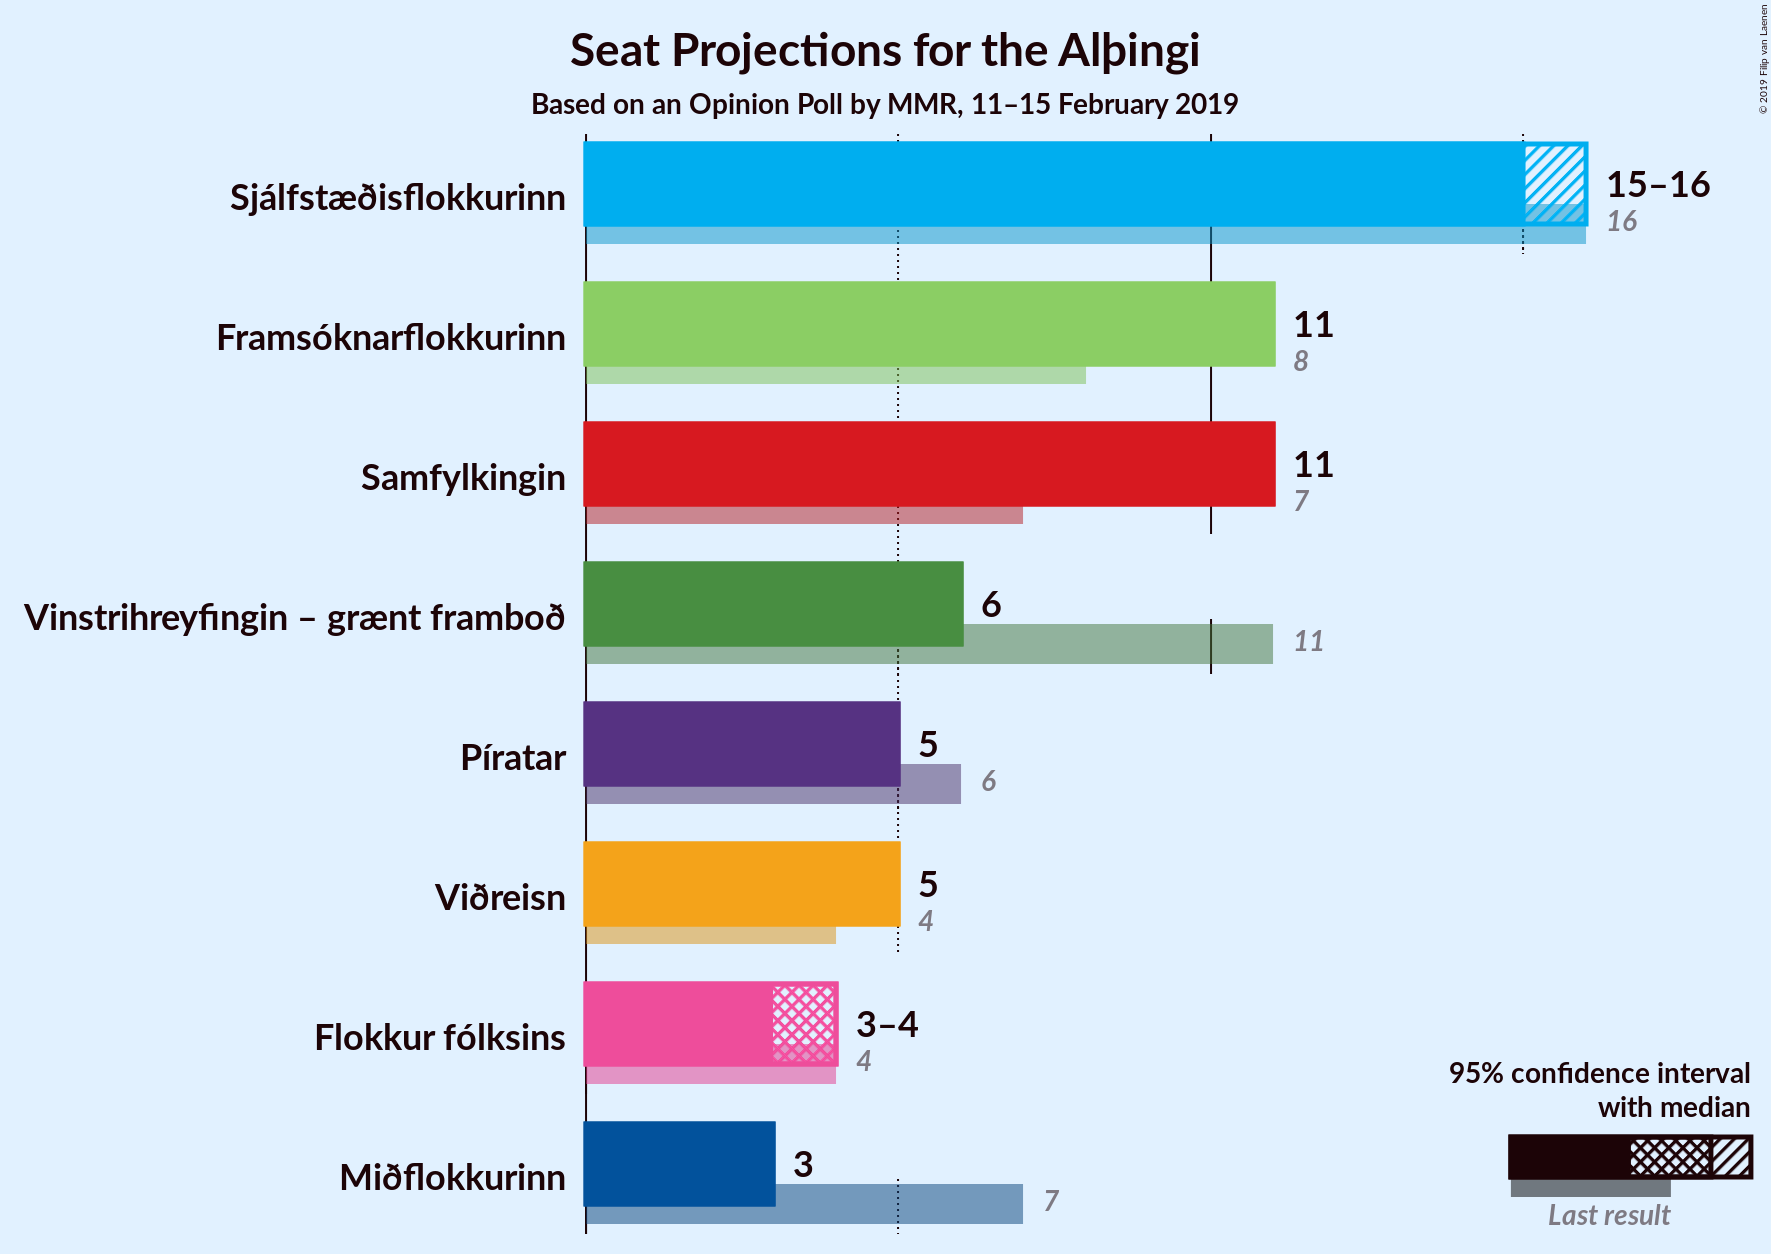 Seat Projections for the Alþingi
Based on an Opinion Poll by MMR, 11–15 February 2019
© 2019 Filip van Laenen
Sjálfstæðisflokkurinn
15–16
16
Framsóknarflokkurinn
11
8
Samfylkingin
11
7
Vinstrihreyfingin – grænt framboð
6
11
Píratar
5
6
Viðreisn
5
4
Flokkur fólksins
3–4
4
Miðflokkurinn
3
7
95% confidence interval
with median
Last result